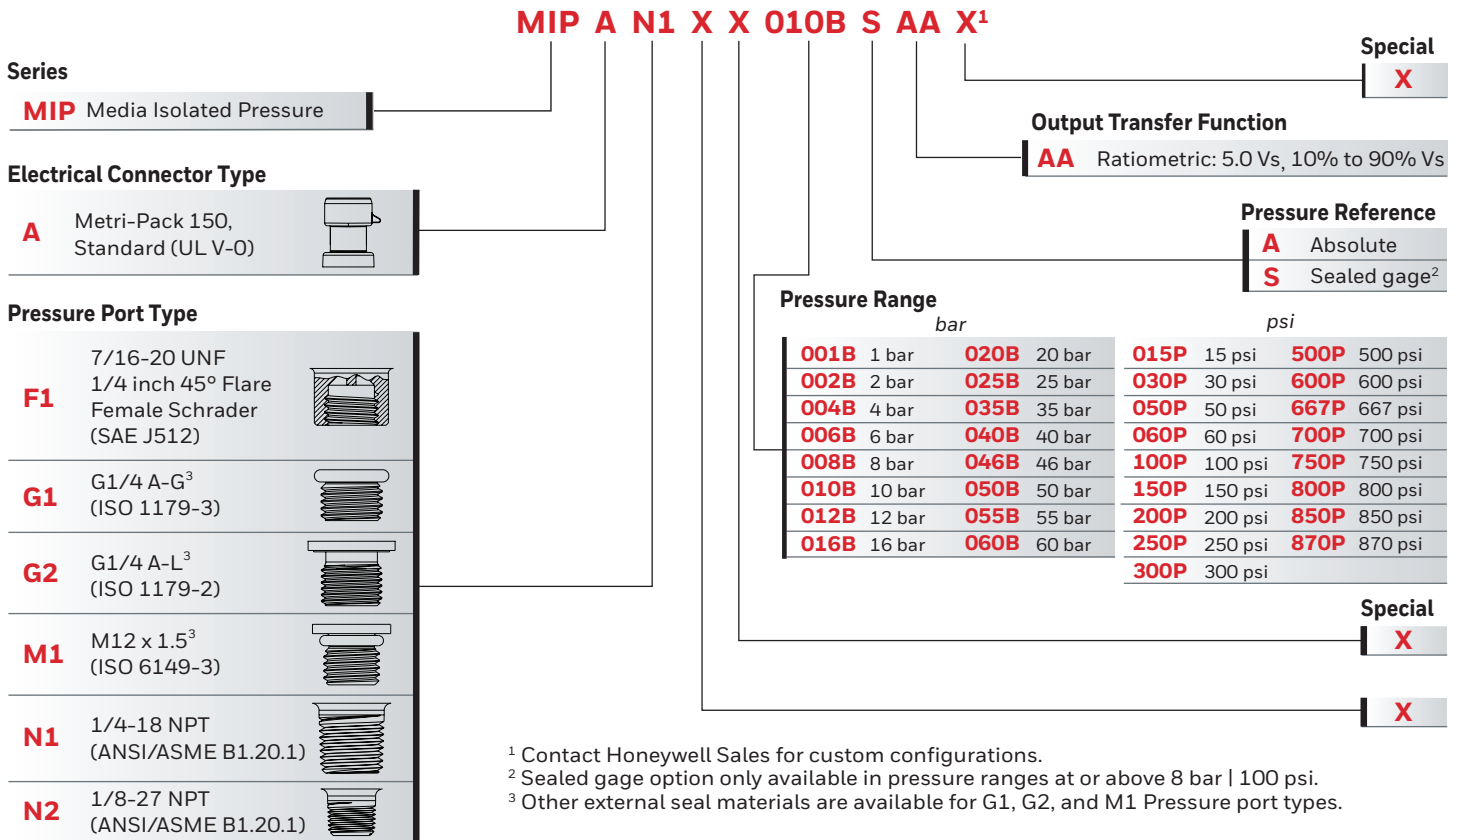 MIP A N1 X X 010B S AA X¹
Series
MIP Media Isolated Pressure
Electrical Connector Type
A Metri-Pack 150,
Standard (UL V-0)
Pressure Port Type
F1 7/16-20 UNF
1/4 inch 45° Flare
Female Schrader
(SAE J512)
G1 G1/4 A-G³
(ISO 1179-3)
G2 G1/4 A-L³
(ISO 1179-2)
M1 M12 x 1.5³
(ISO 6149-3)
N1 1/4-18 NPT
(ANSI/ASME B1.20.1)
N2 1/8-27 NPT
(ANSI/ASME B1.20.1)
Special
X
Output Transfer Function
AA Ratiometric: 5.0 Vs, 10% to 90% Vs
Pressure Reference
A Absolute
S Sealed gage²
Pressure Range
bar psi
001B 1 bar 020B 20 bar 015P 15 psi 500P 500 psi
002B 2 bar 025B 25 bar 030P 30 psi 600P 600 psi
004B 4 bar 035B 35 bar 050P 50 psi 667P 667 psi
006B 6 bar 040B 40 bar 060P 60 psi 700P 700 psi
008B 8 bar 046B 46 bar 100P 100 psi 750P 750 psi
010B 10 bar 050B 50 bar 150P 150 psi 800P 800 psi
012B 12 bar 055B 55 bar 200P 200 psi 850P 850 psi
016B 16 bar 060B 60 bar 250P 250 psi 870P 870 psi
300P 300 psi
Special
X
X
¹ Contact Honeywell Sales for custom configurations.
² Sealed gage option only available in pressure ranges at or above 8 bar | 100 psi.
³ Other external seal materials are available for G1, G2, and M1 Pressure port types.